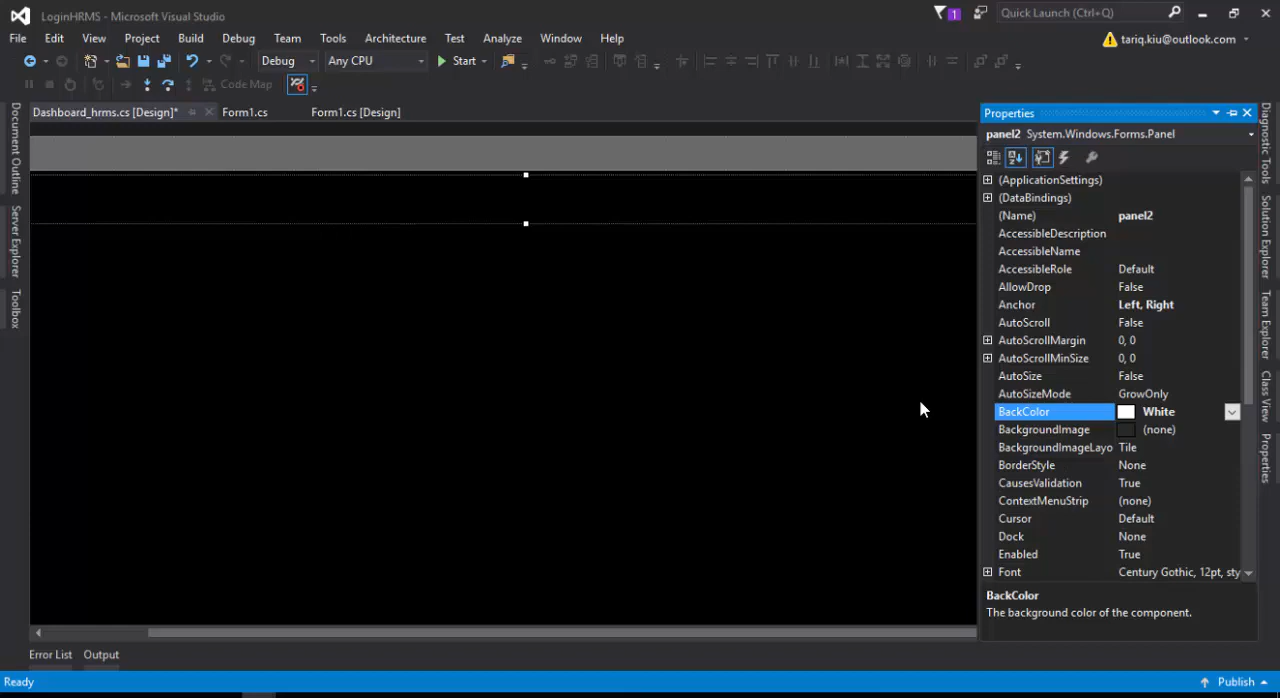 LoginHRMS - Microsoft Visual Studio
1
Quick Launch (Ctrl+Q)
File Edit View Project Build Debug Team Tools Architecture Test Analyze Window Help
tariq.kiu@outlook.com
Debug Any CPU Start
Code Map
Dashboard_hrms.cs [Design]* Form1.cs Form1.cs [Design]
Document Outline
Server Explorer
Toolbox
Properties
panel2 System.Windows.Forms.Panel
(ApplicationSettings)
(DataBindings)
(Name) panel2
AccessibleDescription
AccessibleName
AccessibleRole Default
AllowDrop False
Anchor Left, Right
AutoScroll False
AutoScrollMargin 0, 0
AutoScrollMinSize 0, 0
AutoSize False
AutoSizeMode GrowOnly
BackColor White
BackgroundImage (none)
BackgroundImageLayo Tile
BorderStyle None
CausesValidation True
ContextMenuStrip (none)
Cursor Default
Dock None
Enabled True
Font Century Gothic, 12pt, sty
BackColor
The background color of the component.
Diagnostic Tools
Solution Explorer
Team Explorer
Class View
Properties
Error List Output
Ready
Publish